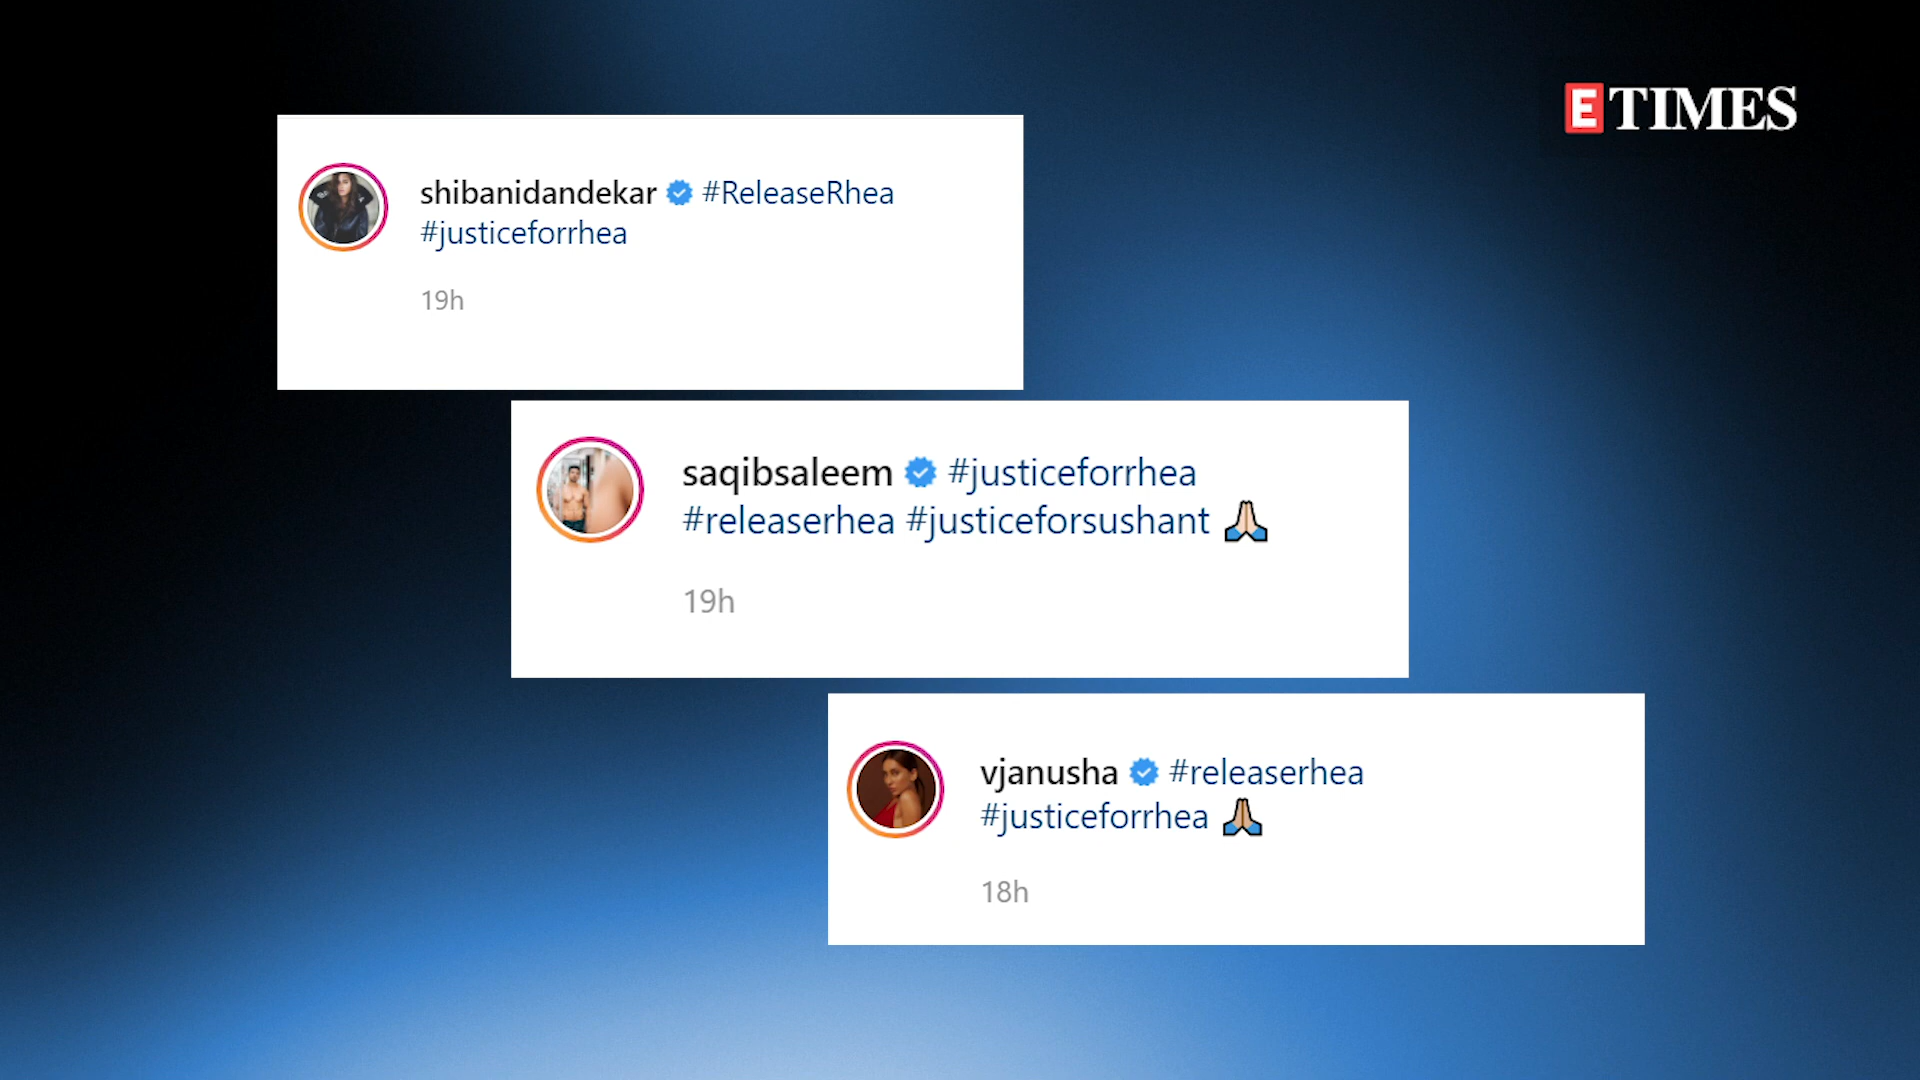 ETIMES
shibanidandekar #ReleaseRhea
#justiceforrhea
19h
saqibsaleem #justiceforrhea
#releaserhea #justiceforsushant 🙏🏻
19h
vjanusha #releaserhea
#justiceforrhea 🙏🏽
18h